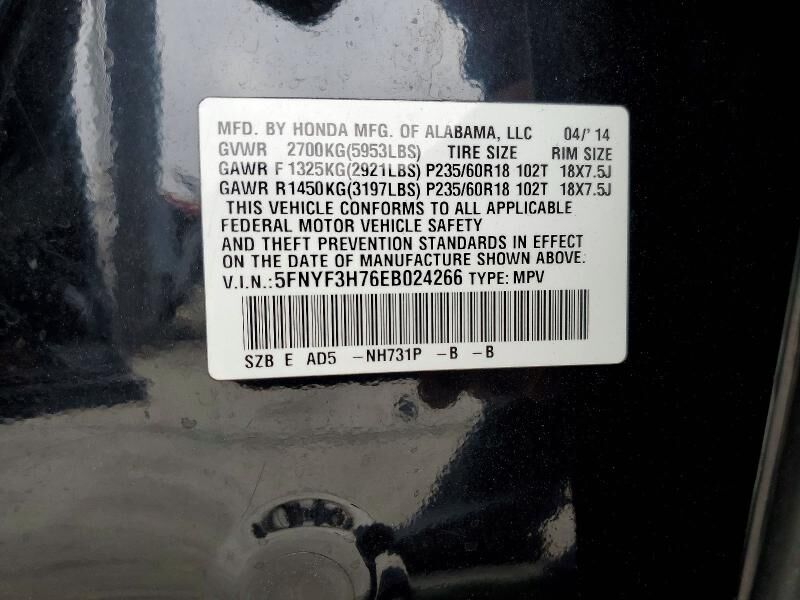 MFD. BY HONDA MFG. OF ALABAMA, LLC 04/'14
GVWR 2700KG(5953LBS) TIRE SIZE RIM SIZE
GAWR F 1325KG(2921LBS) P235/60R18 102T 18X7.5J
GAWR R1450KG(3197LBS) P235/60R18 102T 18X7.5J
THIS VEHICLE CONFORMS TO ALL APPLICABLE
FEDERAL MOTOR VEHICLE SAFETY
AND THEFT PREVENTION STANDARDS IN EFFECT
ON THE DATE OF MANUFACTURE SHOWN ABOVE.
V.I.N.:5FNYF3H76EB024266 TYPE: MPV
SZB E AD5 -NH731P -B -B